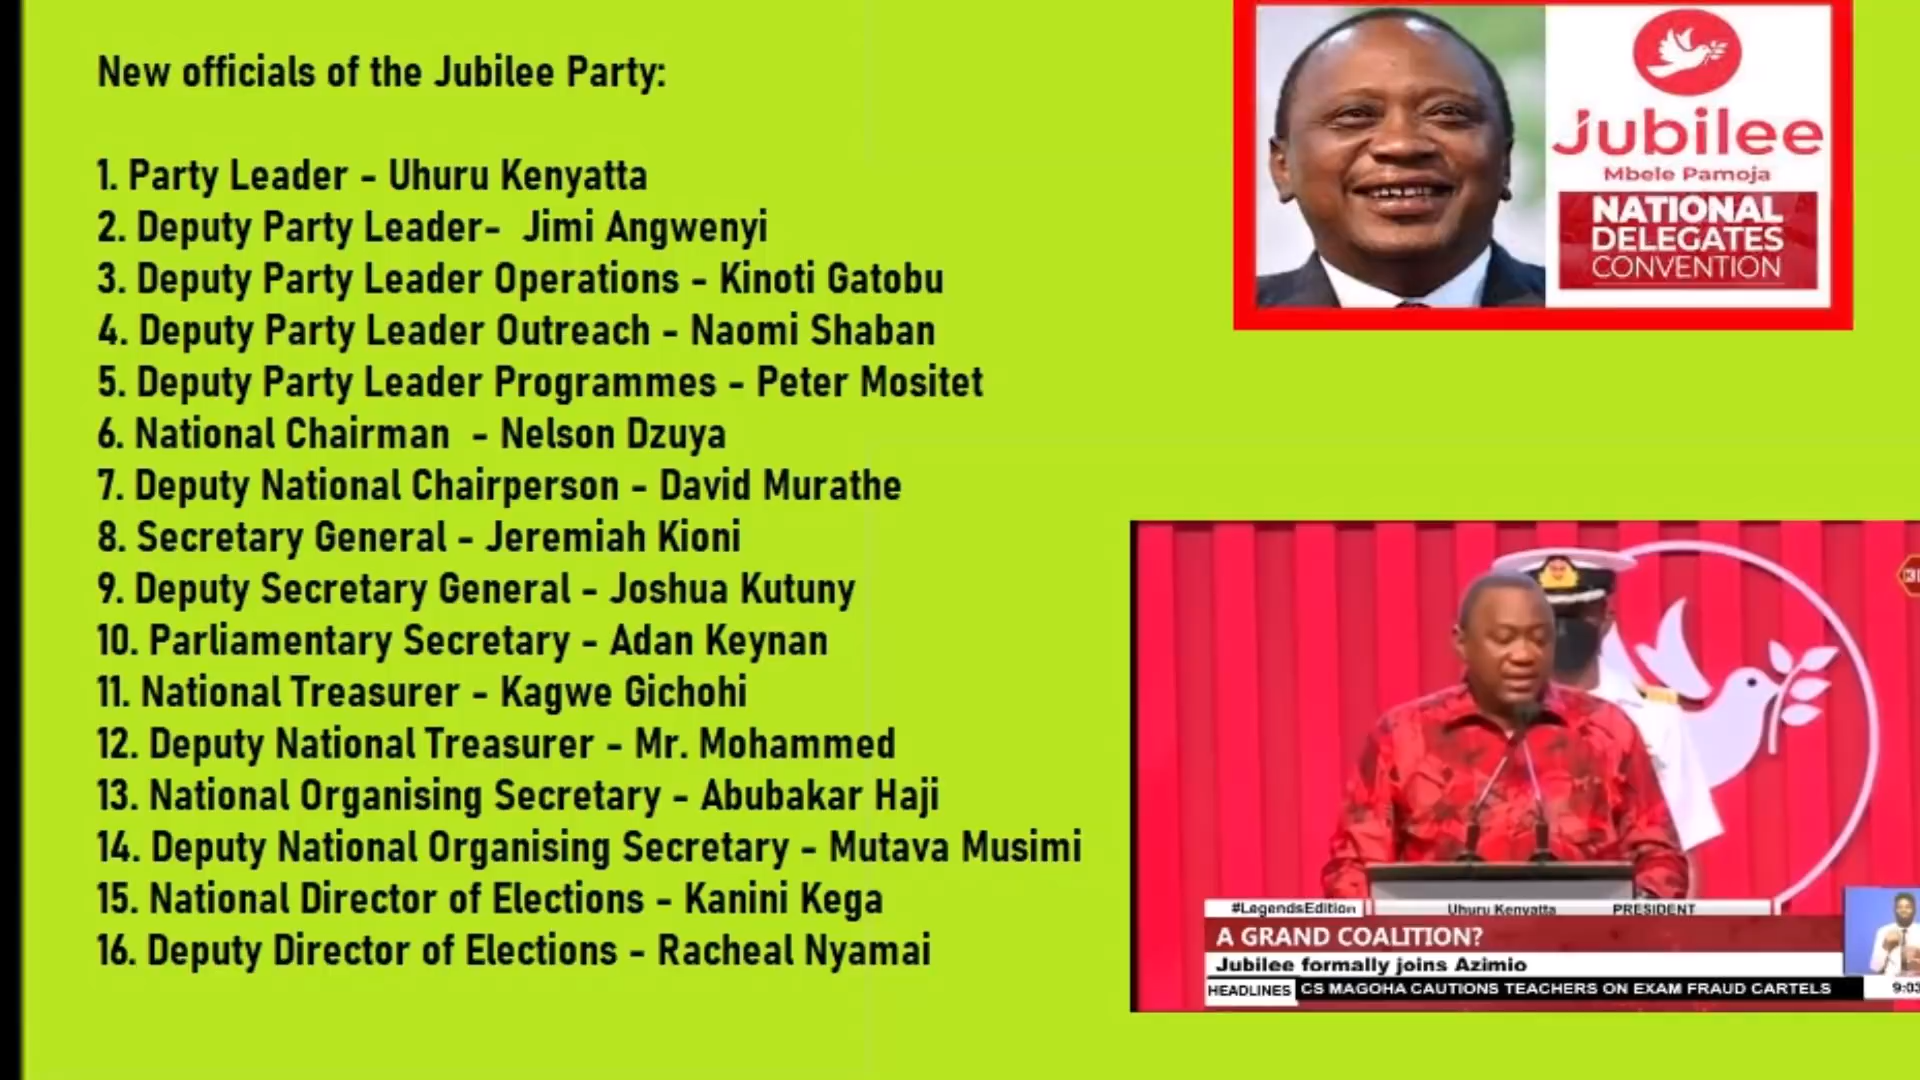 New officials of the Jubilee Party:
1. Party Leader - Uhuru Kenyatta
2. Deputy Party Leader-  Jimi Angwenyi
3. Deputy Party Leader Operations - Kinoti Gatobu
4. Deputy Party Leader Outreach - Naomi Shaban
5. Deputy Party Leader Programmes - Peter Mositet
6. National Chairman  - Nelson Dzuya
7. Deputy National Chairperson - David Murathe
8. Secretary General - Jeremiah Kioni
9. Deputy Secretary General - Joshua Kutuny
10. Parliamentary Secretary - Adan Keynan
11. National Treasurer - Kagwe Gichohi
12. Deputy National Treasurer - Mr. Mohammed
13. National Organising Secretary - Abubakar Haji
14. Deputy National Organising Secretary - Mutava Musimi
15. National Director of Elections - Kanini Kega
16. Deputy Director of Elections - Racheal Nyamai
Jubilee
Mbele Pamoja
NATIONAL
DELEGATES
CONVENTION
#LegendsEdition
Uhuru Kenyatta PRESIDENT
A GRAND COALITION?
Jubilee formally joins Azimio
HEADLINES CS MAGOHA CAUTIONS TEACHERS ON EXAM FRAUD CARTELS 9:03